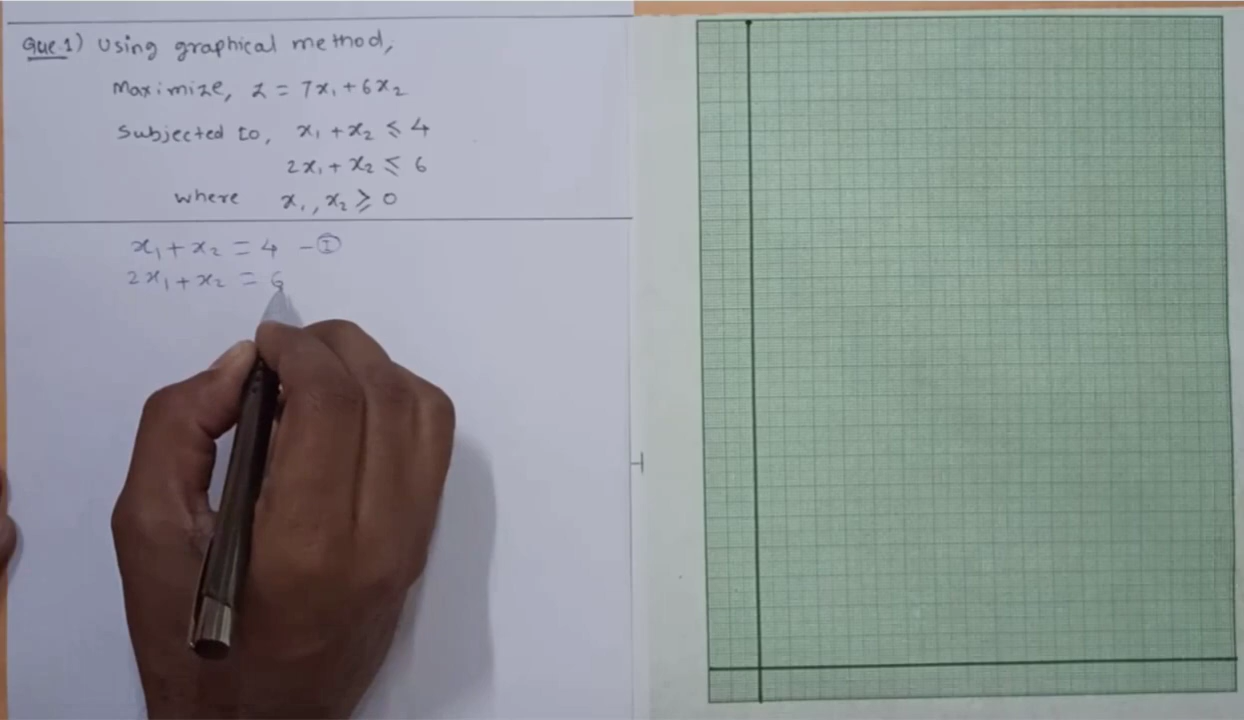 Que.1) Using graphical method,
Maximize, z = 7x₁ + 6x₂
Subjected to, x₁ + x₂ ⩽ 4
2x₁ + x₂ ⩽ 6
where x₁, x₂ ⩾ 0
x₁ + x₂ = 4 - Ⓘ
2x₁ + x₂ = 6